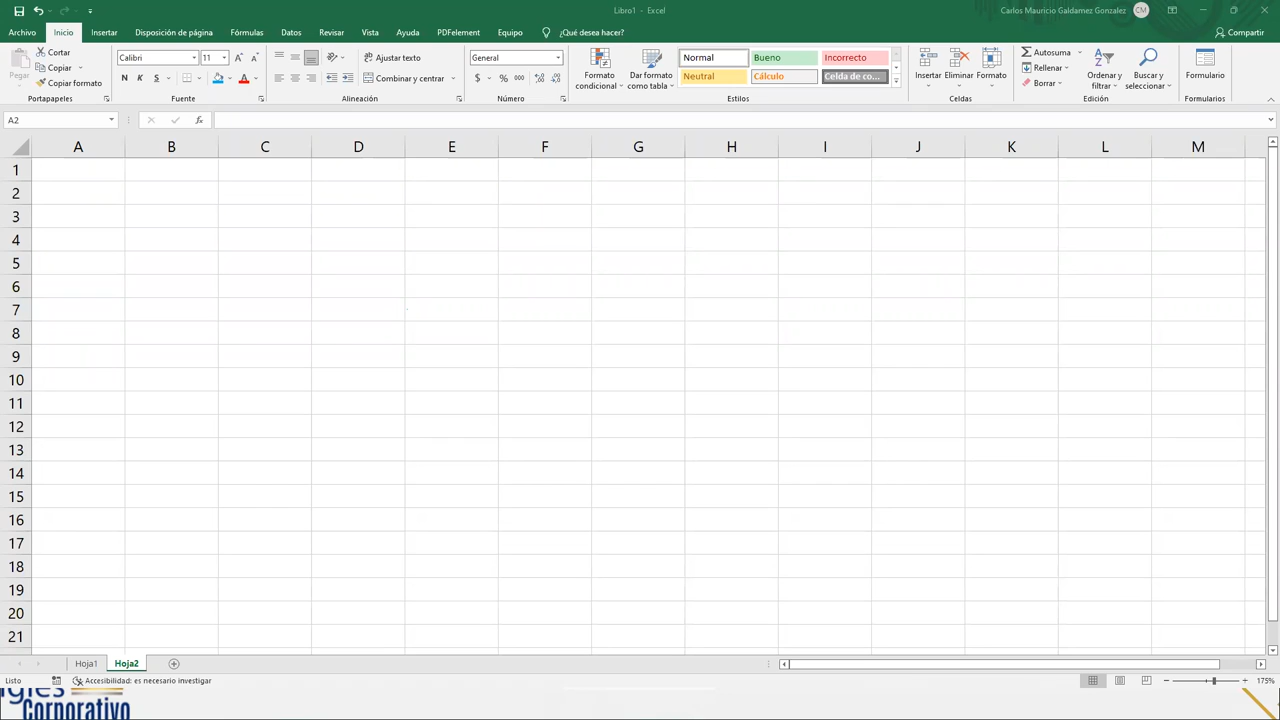 Libro1 - Excel
Carlos Mauricio Galdamez Gonzalez CM
Archivo Inicio Insertar Disposición de página Fórmulas Datos Revisar Vista Ayuda PDFelement Equipo ¿Qué desea hacer? Compartir
Pegar
Cortar
Copiar
Copiar formato
Portapapeles
Calibri 11
N K S
Fuente
Ajustar texto
Combinar y centrar
Alineación
General
$ % 000
Número
Formato condicional
Dar formato como tabla
Normal Bueno Incorrecto
Neutral Cálculo Celda de co...
Estilos
Insertar Eliminar Formato
Celdas
Autosuma
Rellenar
Borrar
Ordenar y filtrar
Buscar y seleccionar
Edición
Formulario
Formularios
A2 fx
A B C D E F G H I J K L M
1
2
3
4
5
6
7
8
9
10
11
12
13
14
15
16
17
18
19
20
21
Hoja1 Hoja2
Listo Accesibilidad: es necesario investigar 175%
Corporativo